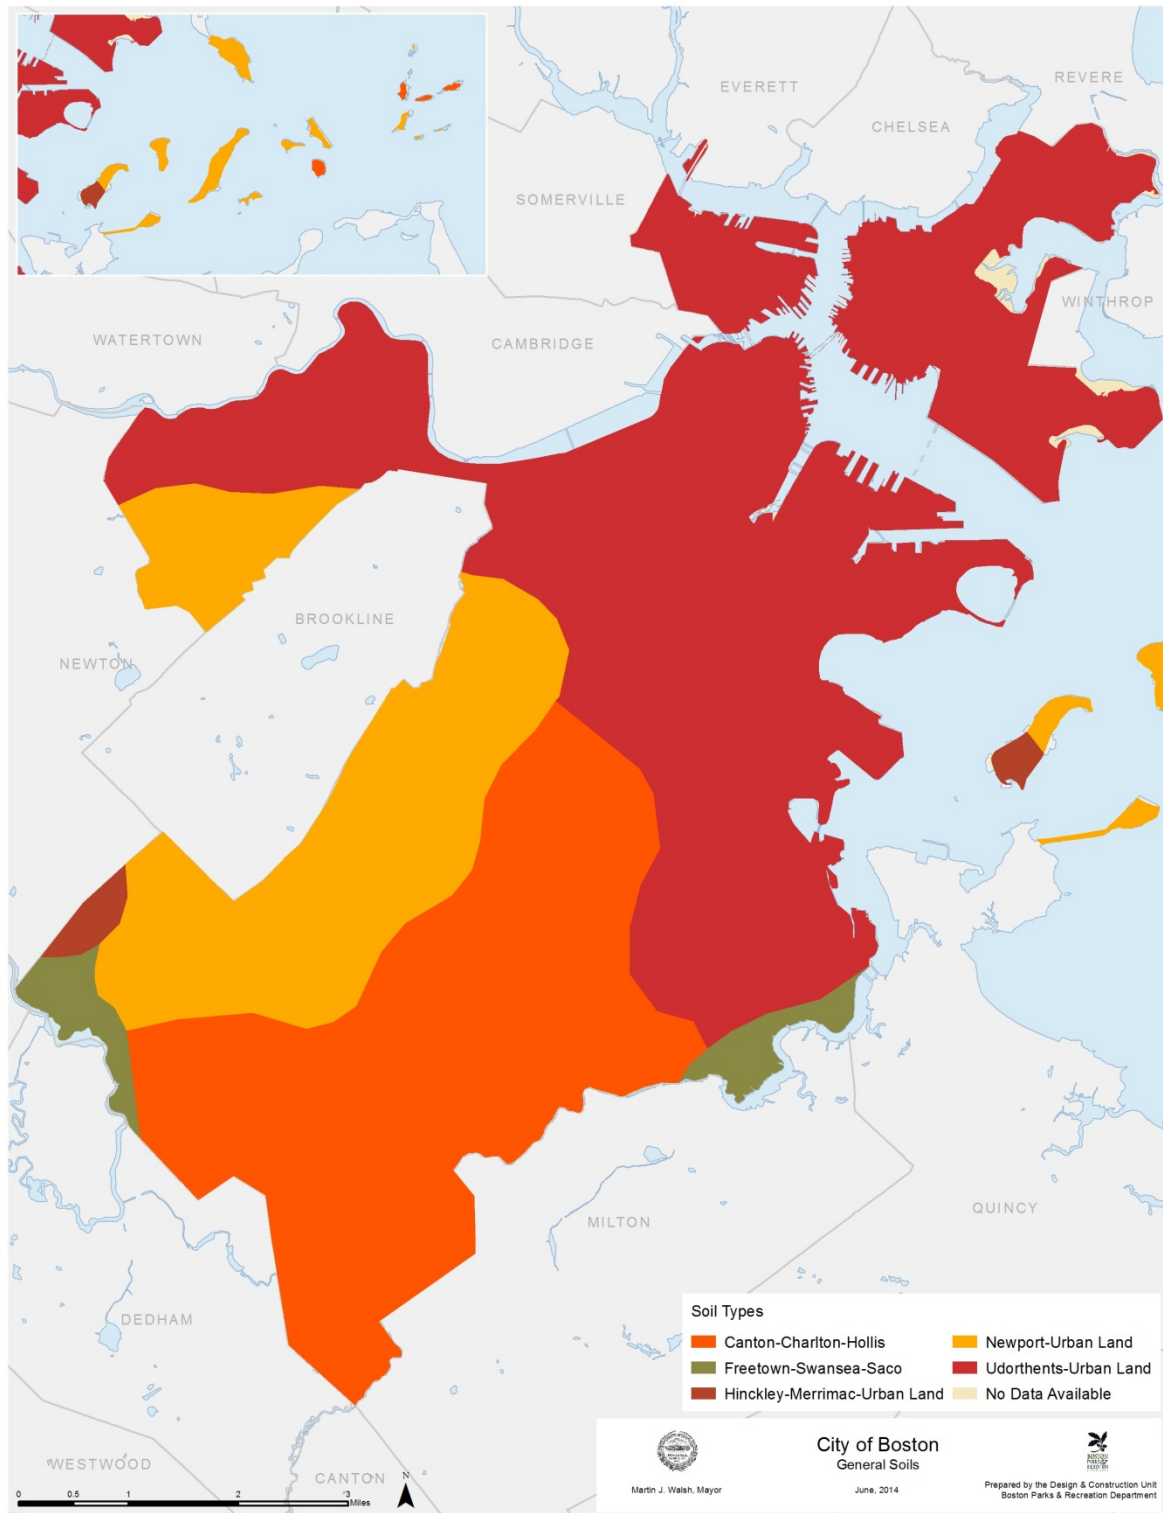 EVERETT
REVERE
CHELSEA
SOMERVILLE
WINTHROP
WATERTOWN
CAMBRIDGE
BROOKLINE
NEWTON
QUINCY
MILTON
DEDHAM
WESTWOOD
CANTON
Soil Types
Canton-Charlton-Hollis
Newport-Urban Land
Freetown-Swansea-Saco
Udorthents-Urban Land
Hinckley-Merrimac-Urban Land
No Data Available
N
0 0.5 1 2 3
Miles
City of Boston
General Soils
Martin J. Walsh, Mayor
June, 2014
BOSTON
Prepared by the Design & Construction Unit
Boston Parks & Recreation Department